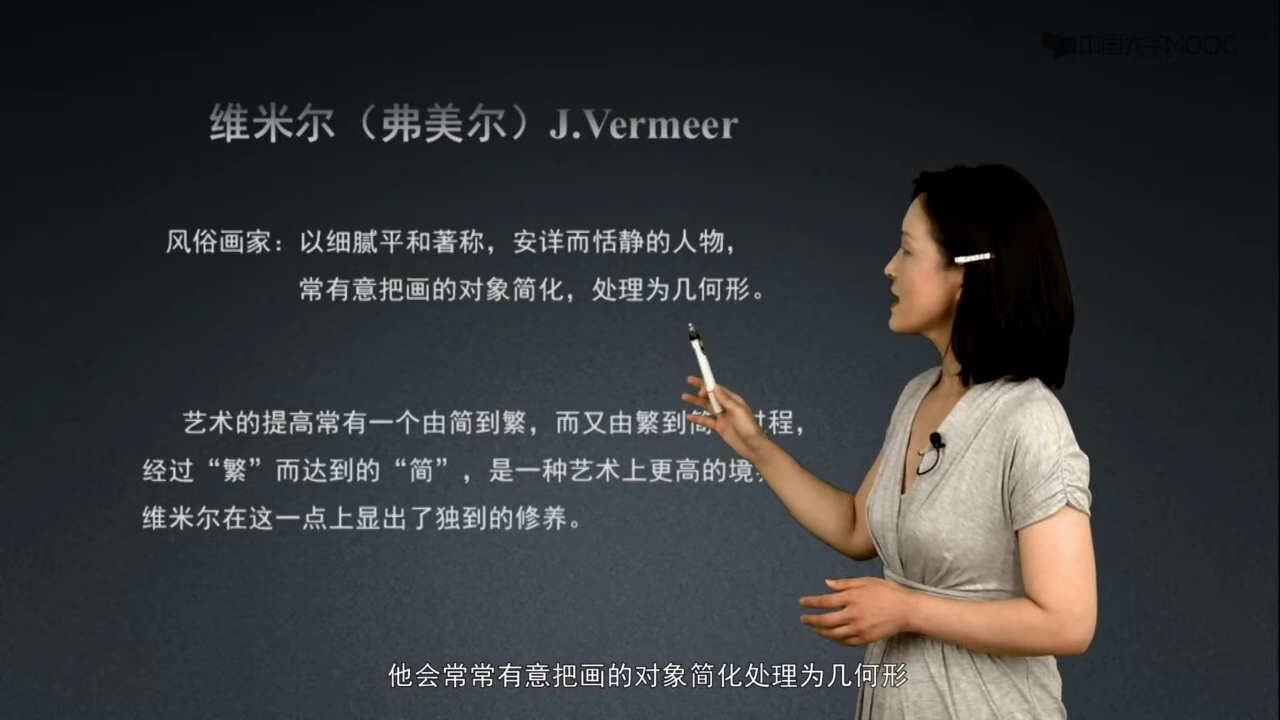 中国大学MOOC
维米尔（弗美尔）J.Vermeer
风俗画家：以细腻平和著称，安详而恬静的人物，
常有意把画的对象简化，处理为几何形。
艺术的提高常有一个由简到繁，而又由繁到简 过程，
经过“繁”而达到的“简”，是一种艺术上更高的境
维米尔在这一点上显出了独到的修养。
他会常常有意把画的对象简化处理为几何形